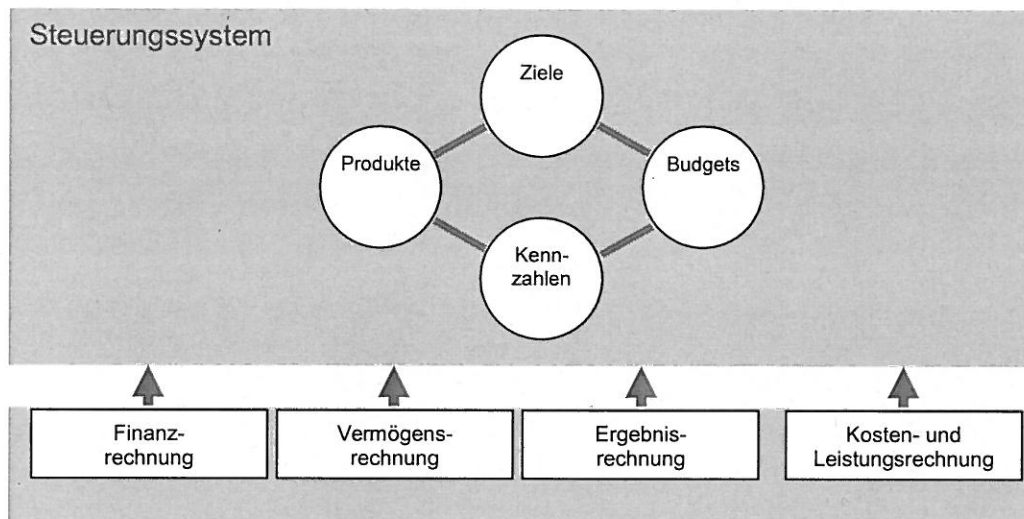 Steuerungssystem
Ziele
Produkte
Budgets
Kenn-
zahlen
Finanz-
rechnung
Vermögens-
rechnung
Ergebnis-
rechnung
Kosten- und
Leistungsrechnung